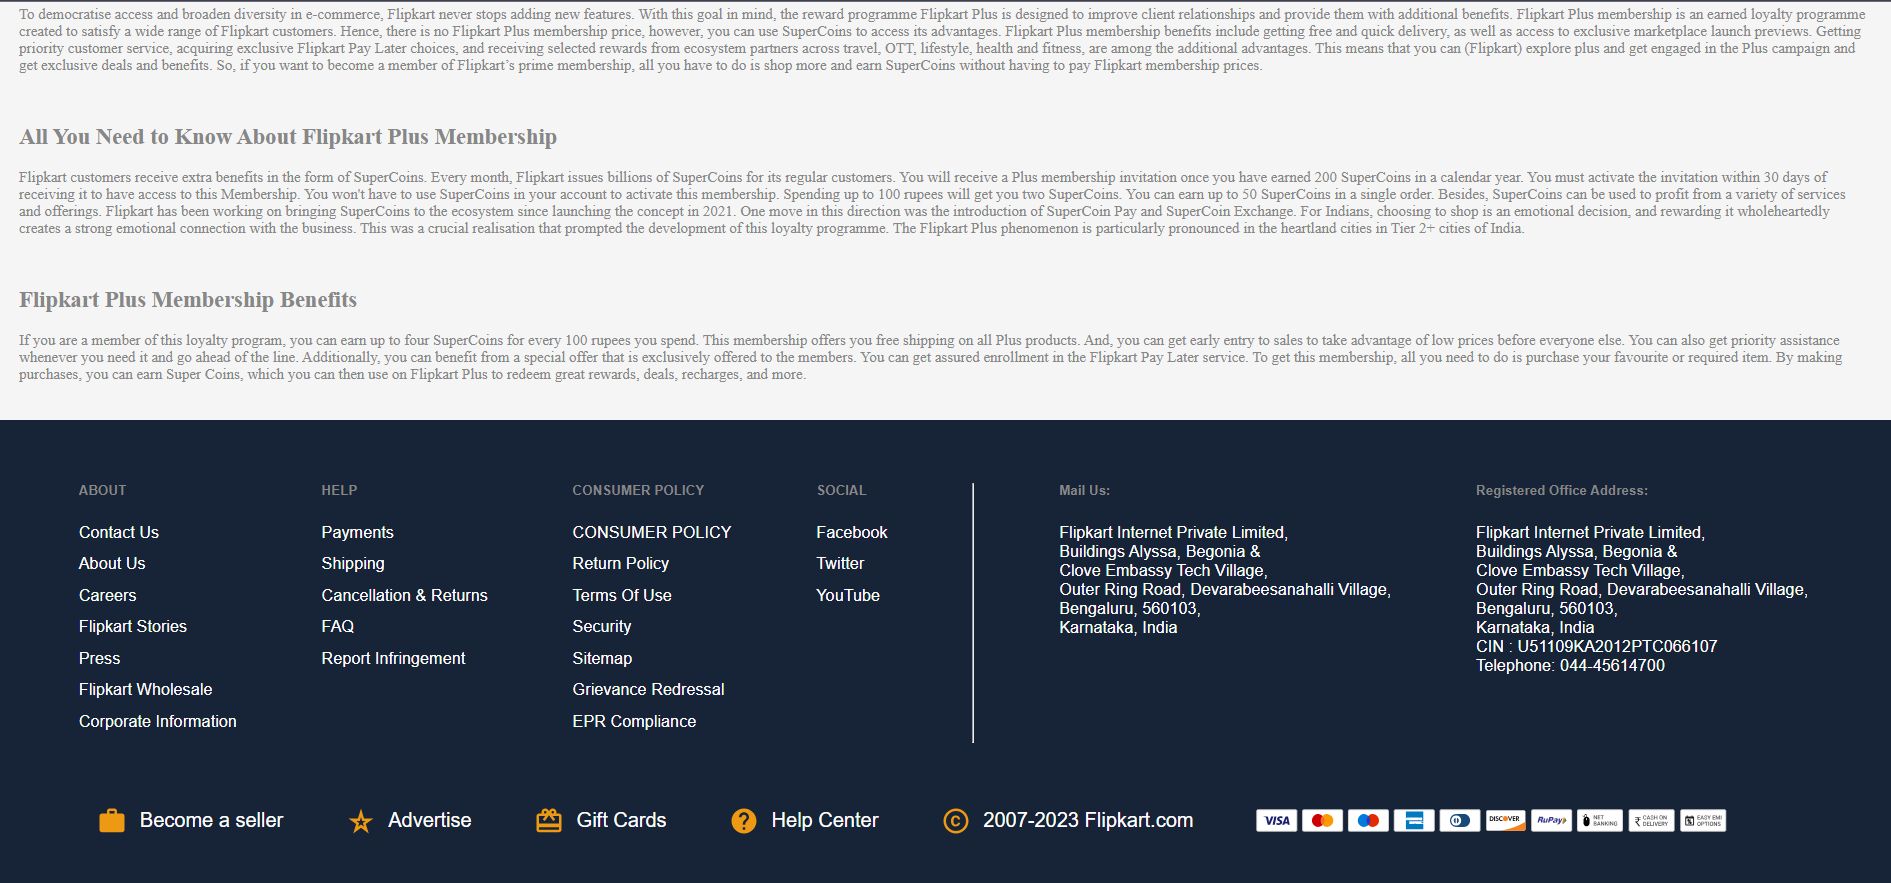 To democratise access and broaden diversity in e-commerce, Flipkart never stops adding new features. With this goal in mind, the reward programme Flipkart Plus is designed to improve client relationships and provide them with additional benefits. Flipkart Plus membership is an earned loyalty programme
created to satisfy a wide range of Flipkart customers. Hence, there is no Flipkart Plus membership price, however, you can use SuperCoins to access its advantages. Flipkart Plus membership benefits include getting free and quick delivery, as well as access to exclusive marketplace launch previews. Getting
priority customer service, acquiring exclusive Flipkart Pay Later choices, and receiving selected rewards from ecosystem partners across travel, OTT, lifestyle, health and fitness, are among the additional advantages. This means that you can (Flipkart) explore plus and get engaged in the Plus campaign and
get exclusive deals and benefits. So, if you want to become a member of Flipkart’s prime membership, all you have to do is shop more and earn SuperCoins without having to pay Flipkart membership prices.
All You Need to Know About Flipkart Plus Membership
Flipkart customers receive extra benefits in the form of SuperCoins. Every month, Flipkart issues billions of SuperCoins for its regular customers. You will receive a Plus membership invitation once you have earned 200 SuperCoins in a calendar year. You must activate the invitation within 30 days of
receiving it to have access to this Membership. You won't have to use SuperCoins in your account to activate this membership. Spending up to 100 rupees will get you two SuperCoins. You can earn up to 50 SuperCoins in a single order. Besides, SuperCoins can be used to profit from a variety of services
and offerings. Flipkart has been working on bringing SuperCoins to the ecosystem since launching the concept in 2021. One move in this direction was the introduction of SuperCoin Pay and SuperCoin Exchange. For Indians, choosing to shop is an emotional decision, and rewarding it wholeheartedly
creates a strong emotional connection with the business. This was a crucial realisation that prompted the development of this loyalty programme. The Flipkart Plus phenomenon is particularly pronounced in the heartland cities in Tier 2+ cities of India.
Flipkart Plus Membership Benefits
If you are a member of this loyalty program, you can earn up to four SuperCoins for every 100 rupees you spend. This membership offers you free shipping on all Plus products. And, you can get early entry to sales to take advantage of low prices before everyone else. You can also get priority assistance
whenever you need it and go ahead of the line. Additionally, you can benefit from a special offer that is exclusively offered to the members. You can get assured enrollment in the Flipkart Pay Later service. To get this membership, all you need to do is purchase your favourite or required item. By making
purchases, you can earn Super Coins, which you can then use on Flipkart Plus to redeem great rewards, deals, recharges, and more.
ABOUT
Contact Us
About Us
Careers
Flipkart Stories
Press
Flipkart Wholesale
Corporate Information
HELP
Payments
Shipping
Cancellation & Returns
FAQ
Report Infringement
CONSUMER POLICY
CONSUMER POLICY
Return Policy
Terms Of Use
Security
Sitemap
Grievance Redressal
EPR Compliance
SOCIAL
Facebook
Twitter
YouTube
Mail Us:
Flipkart Internet Private Limited,
Buildings Alyssa, Begonia &
Clove Embassy Tech Village,
Outer Ring Road, Devarabeesanahalli Village,
Bengaluru, 560103,
Karnataka, India
Registered Office Address:
Flipkart Internet Private Limited,
Buildings Alyssa, Begonia &
Clove Embassy Tech Village,
Outer Ring Road, Devarabeesanahalli Village,
Bengaluru, 560103,
Karnataka, India
CIN : U51109KA2012PTC066107
Telephone: 044-45614700
Become a seller
Advertise
Gift Cards
Help Center
© 2007-2023 Flipkart.com
VISA
DISCOVER
RuPay
NET
BANKING
₹ CASH ON
DELIVERY
EASY EMI
OPTIONS